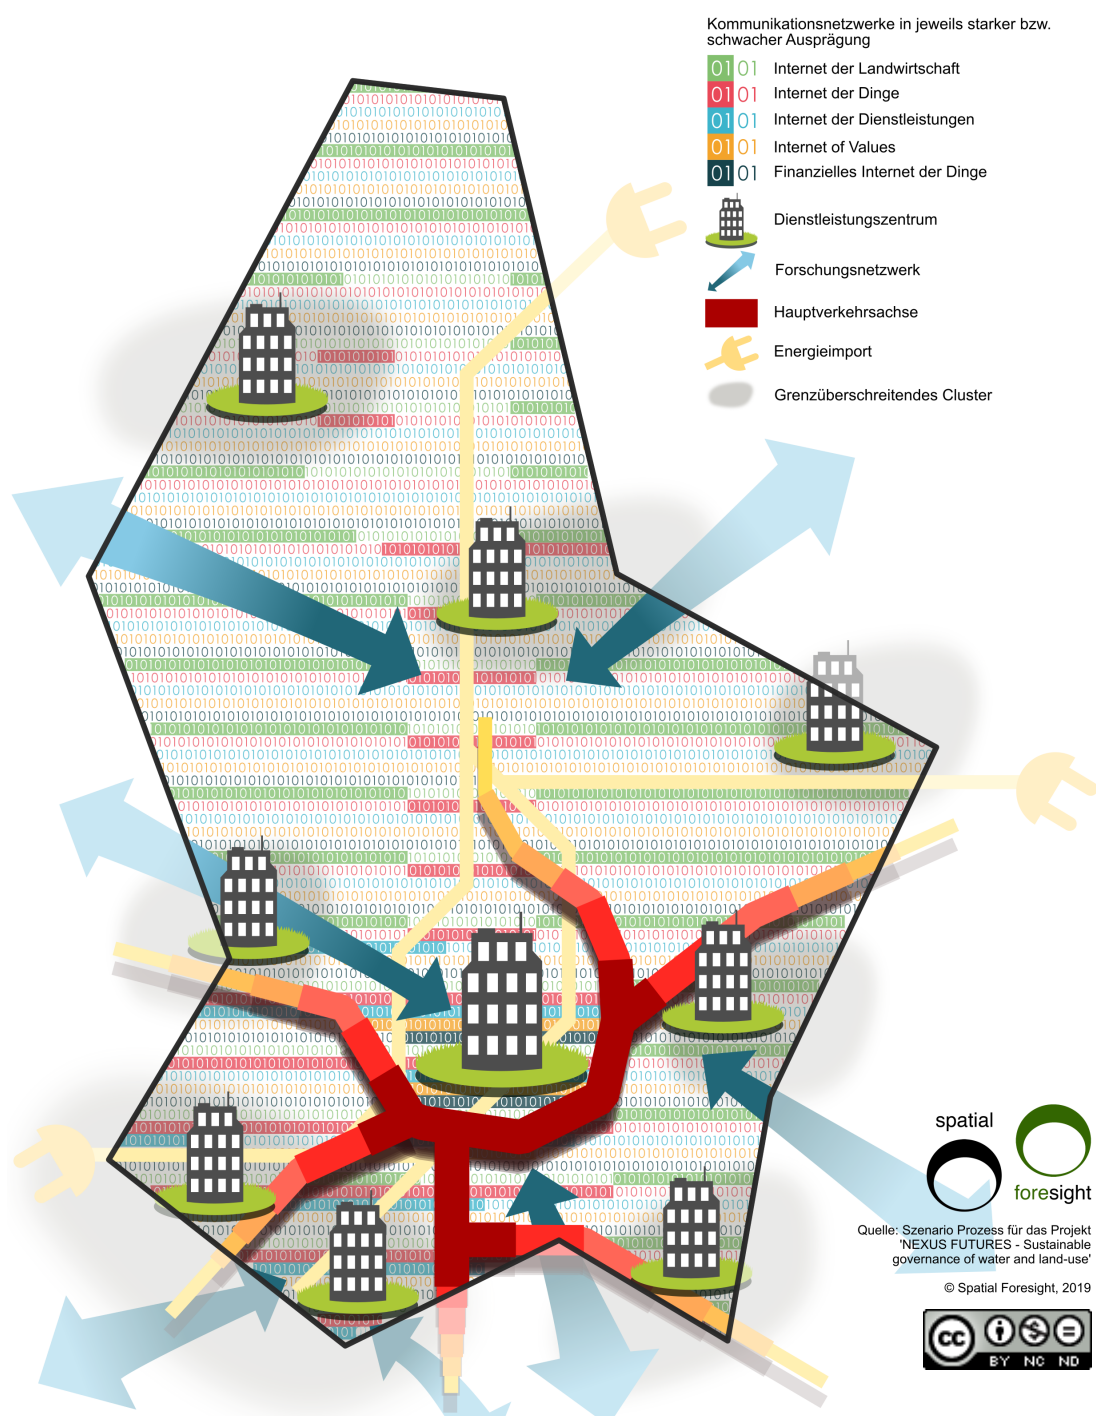 Kommunikationsnetzwerke in jeweils starker bzw.
schwacher Ausprägung
01 01 Internet der Landwirtschaft
01 01 Internet der Dinge
01 01 Internet der Dienstleistungen
01 01 Internet of Values
01 01 Finanzielles Internet der Dinge
Dienstleistungszentrum
Forschungsnetzwerk
Hauptverkehrsachse
Energieimport
Grenzüberschreitendes Cluster
spatial
foresight
Quelle: Szenario Prozess für das Projekt
'NEXUS FUTURES - Sustainable
governance of water and land-use'
© Spatial Foresight, 2019
cc
BY NC ND